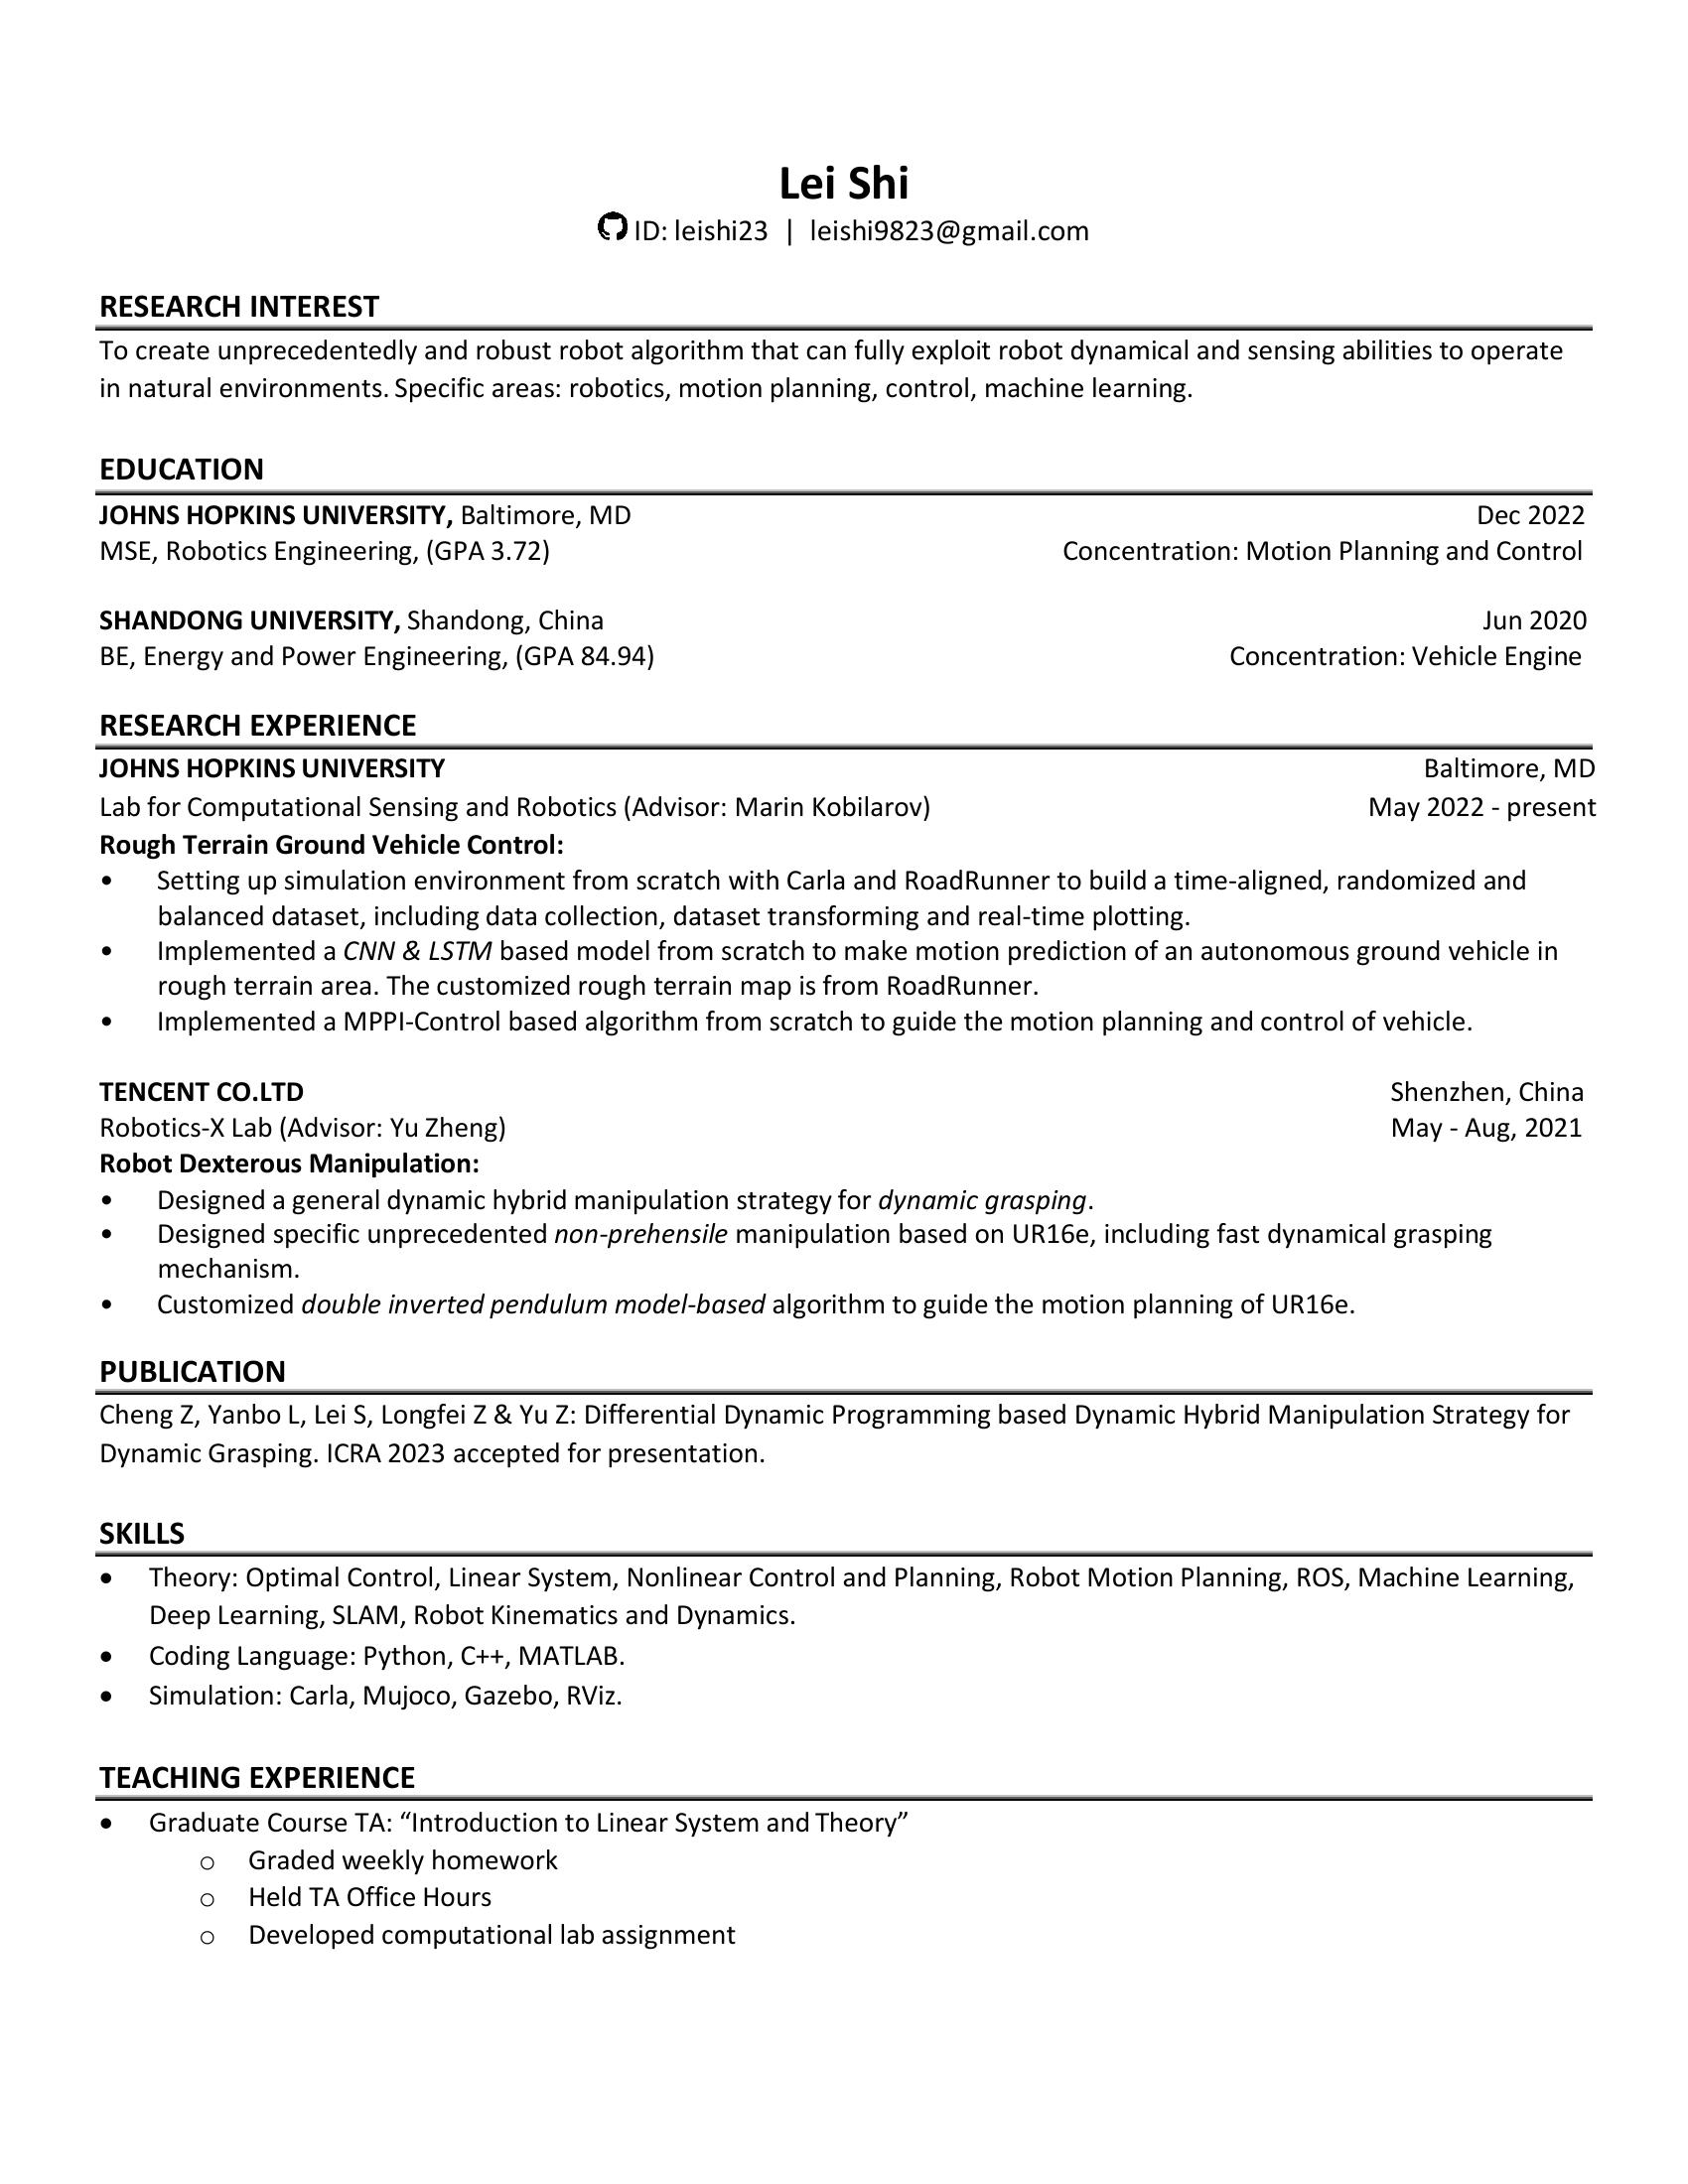 Lei Shi
ID: leishi23 | leishi9823@gmail.com
RESEARCH INTEREST
To create unprecedentedly and robust robot algorithm that can fully exploit robot dynamical and sensing abilities to operate
in natural environments. Specific areas: robotics, motion planning, control, machine learning.
EDUCATION
JOHNS HOPKINS UNIVERSITY, Baltimore, MD Dec 2022
MSE, Robotics Engineering, (GPA 3.72) Concentration: Motion Planning and Control
SHANDONG UNIVERSITY, Shandong, China Jun 2020
BE, Energy and Power Engineering, (GPA 84.94) Concentration: Vehicle Engine
RESEARCH EXPERIENCE
JOHNS HOPKINS UNIVERSITY Baltimore, MD
Lab for Computational Sensing and Robotics (Advisor: Marin Kobilarov) May 2022 - present
Rough Terrain Ground Vehicle Control:
• Setting up simulation environment from scratch with Carla and RoadRunner to build a time-aligned, randomized and
balanced dataset, including data collection, dataset transforming and real-time plotting.
• Implemented a CNN & LSTM based model from scratch to make motion prediction of an autonomous ground vehicle in
rough terrain area. The customized rough terrain map is from RoadRunner.
• Implemented a MPPI-Control based algorithm from scratch to guide the motion planning and control of vehicle.
TENCENT CO.LTD Shenzhen, China
Robotics-X Lab (Advisor: Yu Zheng) May - Aug, 2021
Robot Dexterous Manipulation:
• Designed a general dynamic hybrid manipulation strategy for dynamic grasping.
• Designed specific unprecedented non-prehensile manipulation based on UR16e, including fast dynamical grasping
mechanism.
• Customized double inverted pendulum model-based algorithm to guide the motion planning of UR16e.
PUBLICATION
Cheng Z, Yanbo L, Lei S, Longfei Z & Yu Z: Differential Dynamic Programming based Dynamic Hybrid Manipulation Strategy for
Dynamic Grasping. ICRA 2023 accepted for presentation.
SKILLS
• Theory: Optimal Control, Linear System, Nonlinear Control and Planning, Robot Motion Planning, ROS, Machine Learning,
Deep Learning, SLAM, Robot Kinematics and Dynamics.
• Coding Language: Python, C++, MATLAB.
• Simulation: Carla, Mujoco, Gazebo, RViz.
TEACHING EXPERIENCE
• Graduate Course TA: “Introduction to Linear System and Theory”
o Graded weekly homework
o Held TA Office Hours
o Developed computational lab assignment